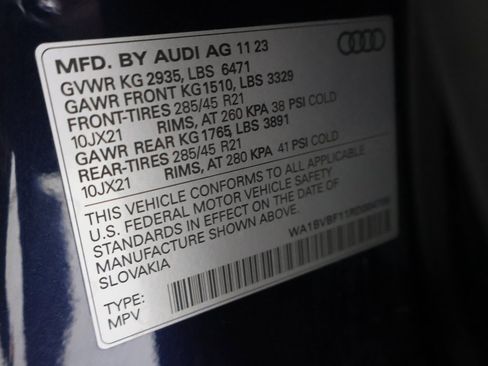 MFD. BY AUDI AG 11 23
GVWR KG 2935, LBS 6471
GAWR FRONT KG1510, LBS 3329
FRONT-TIRES 285/45 R21
10JX21 RIMS, AT 260 KPA 38 PSI COLD
GAWR REAR KG 1765, LBS 3891
REAR-TIRES 285/45 R21
10JX21 RIMS, AT 280 KPA 41 PSI COLD
THIS VEHICLE CONFORMS TO ALL APPLICABLE
U.S. FEDERAL MOTOR VEHICLE SAFETY
STANDARDS IN EFFECT ON THE DATE OF
MANUFACTURE SHOWN ABOVE.
SLOVAKIA
TYPE:
MPV